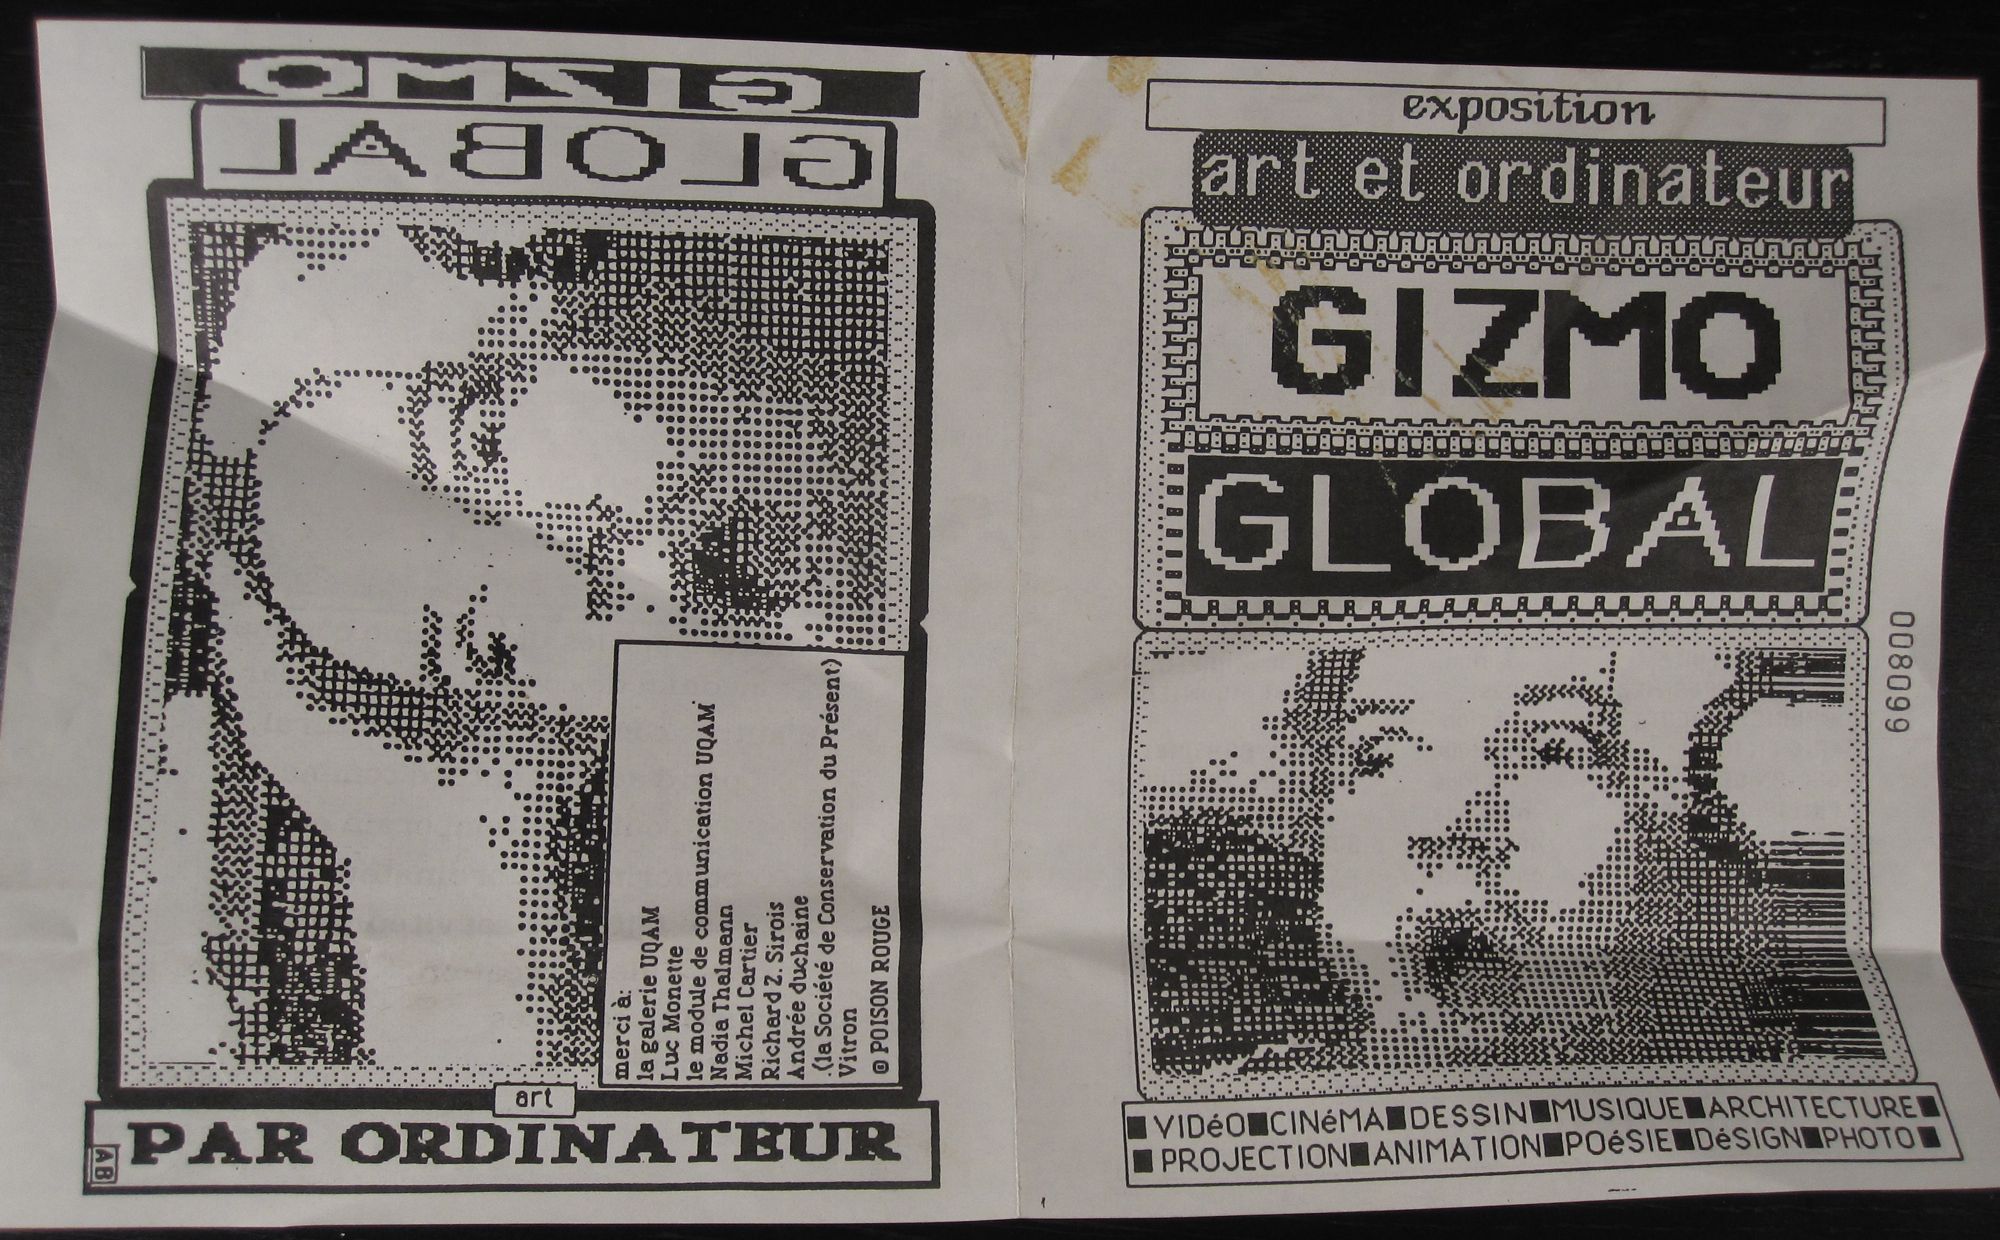 GIZMO
GLOBAL
merci à:
la galerie UQAM
Luc Monette
le module de communication UQAM
Nadia Thalmann
Michel Cartier
Richard Z. Sirois
Andrée duchaine
(la Société de Conservation du Présent)
Vitron
© POISON ROUGE
art
PAR ORDINATEUR
AB
exposition
art et ordinateur
GIZMO
GLOBAL
660800
■ VIDéO■CINéMA■DESSIN■MUSIQUE■ARCHITECTURE■
■ PROJECTION■ANIMATION■POéSIE■DéSIGN■PHOTO■